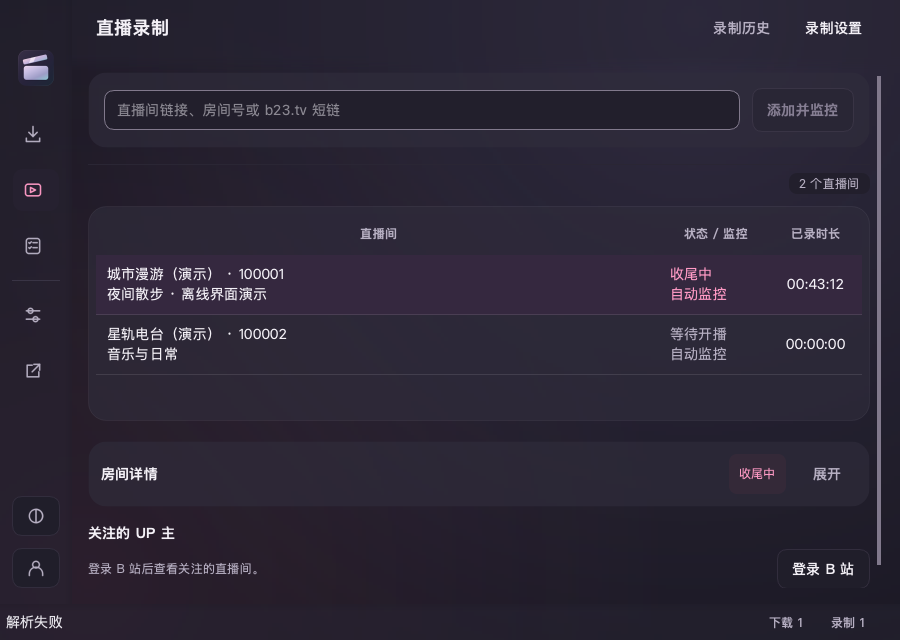 直播录制
录制历史
录制设置
直播间链接、房间号或 b23.tv 短链
添加并监控
2 个直播间
直播间
状态 / 监控
已录时长
城市漫游（演示） · 100001
夜间散步 · 离线界面演示
收尾中
自动监控
00:43:12
星轨电台（演示） · 100002
音乐与日常
等待开播
自动监控
00:00:00
房间详情
收尾中
展开
关注的 UP 主
登录 B 站后查看关注的直播间。
登录 B 站
解析失败
下载 1
录制 1